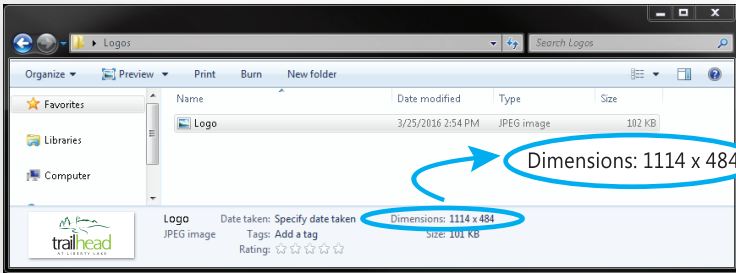 Logos
Search Logos
Organize Preview Print Burn New folder
Name Date modified Type Size
Favorites
Logo 3/25/2016 2:54 PM JPEG image 102 KB
Libraries
Dimensions: 1114 x 484
Computer
Logo Date taken: Specify date taken Dimensions: 1114 x 484
JPEG image Tags: Add a tag Size: 101 KB
Rating:
trailhead
AT LIBERTY LAKE